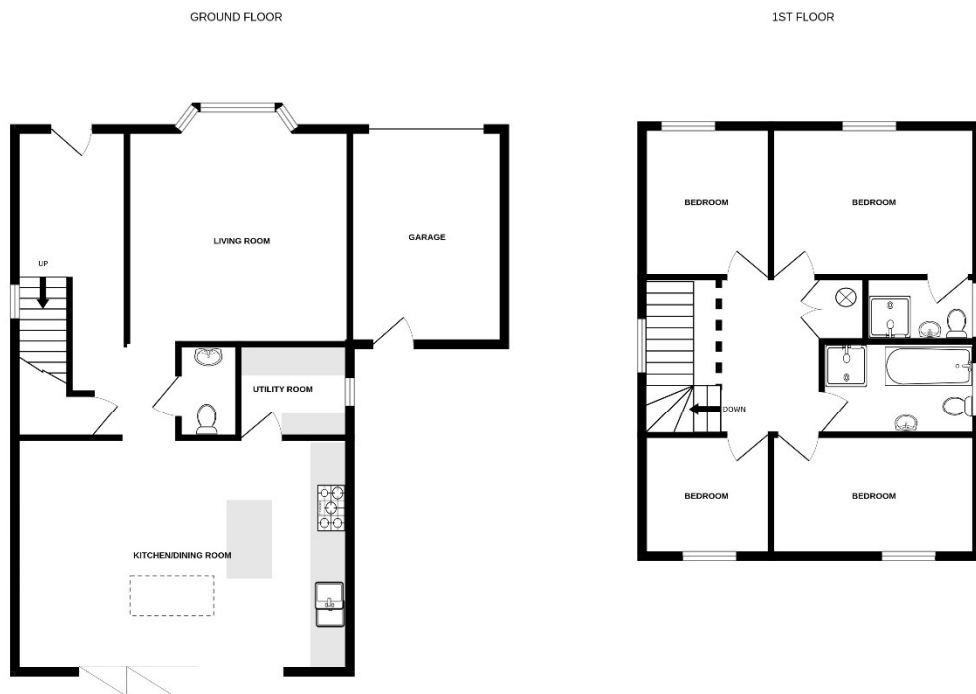 GROUND FLOOR
1ST FLOOR
BEDROOM
BEDROOM
LIVING ROOM
GARAGE
UP
UTILITY ROOM
DOWN
BEDROOM
BEDROOM
KITCHEN/DINING ROOM